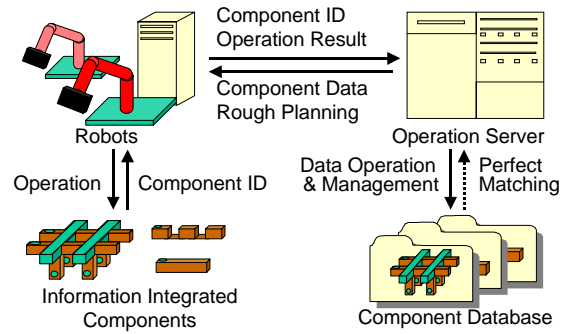 Component ID
Operation Result
Component Data
Rough Planning
Robots
Operation Server
Operation
Component ID
Data Operation
& Management
Perfect
Matching
Information Integrated
Components
Component Database